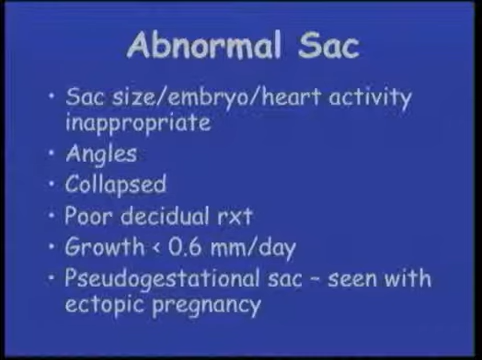 Abnormal Sac
• Sac size/embryo/heart activity
inappropriate
• Angles
• Collapsed
• Poor decidual rxt
• Growth < 0.6 mm/day
• Pseudogestational sac – seen with
ectopic pregnancy